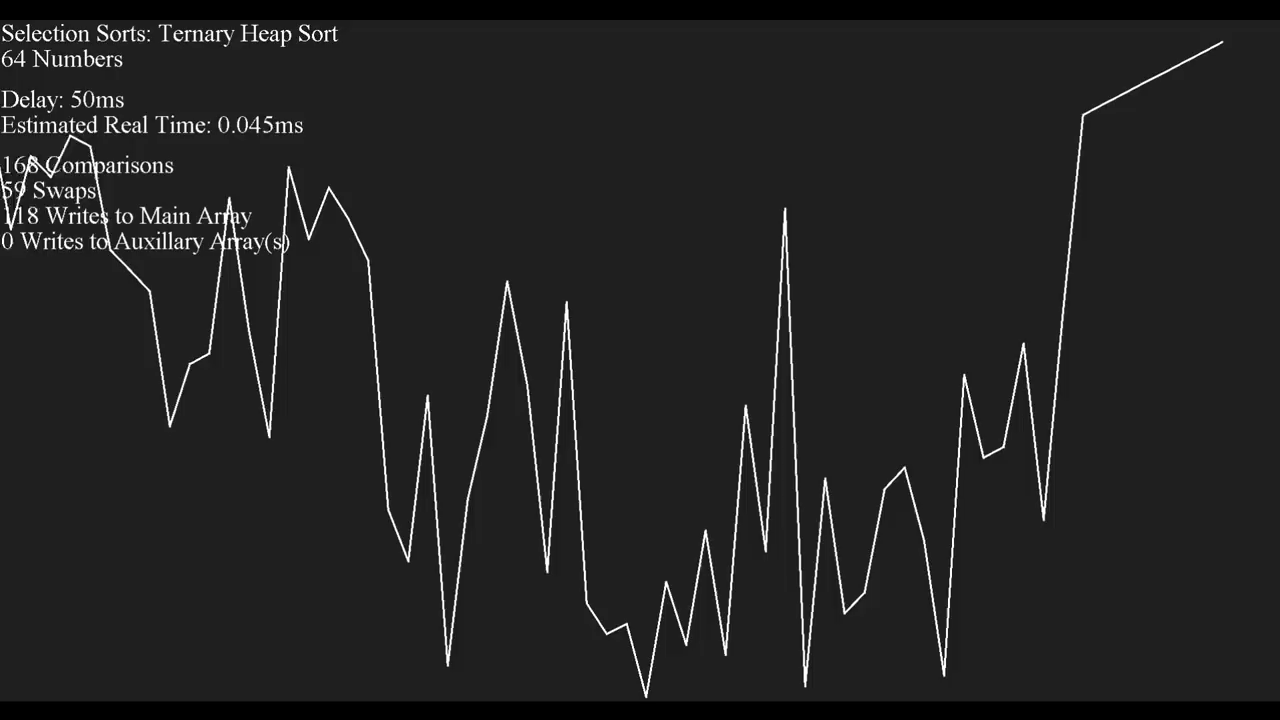 Selection Sorts: Ternary Heap Sort
64 Numbers
Delay: 50ms
Estimated Real Time: 0.045ms
168 Comparisons
59 Swaps
118 Writes to Main Array
0 Writes to Auxillary Array(s)